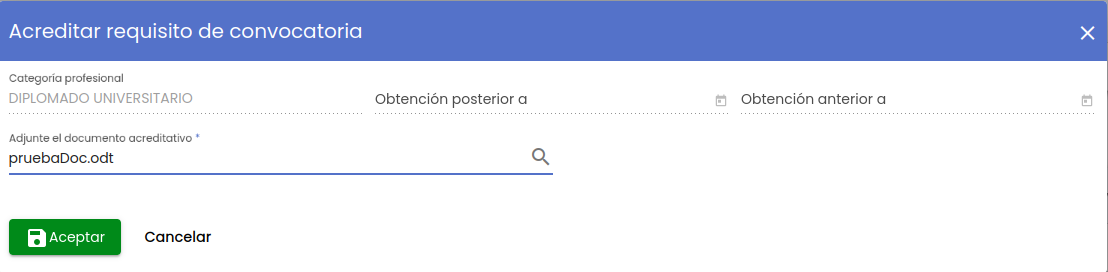 Acreditar requisito de convocatoria
Categoría profesional
DIPLOMADO UNIVERSITARIO
Obtención posterior a
Obtención anterior a
Adjunte el documento acreditativo *
pruebaDoc.odt
Aceptar
Cancelar